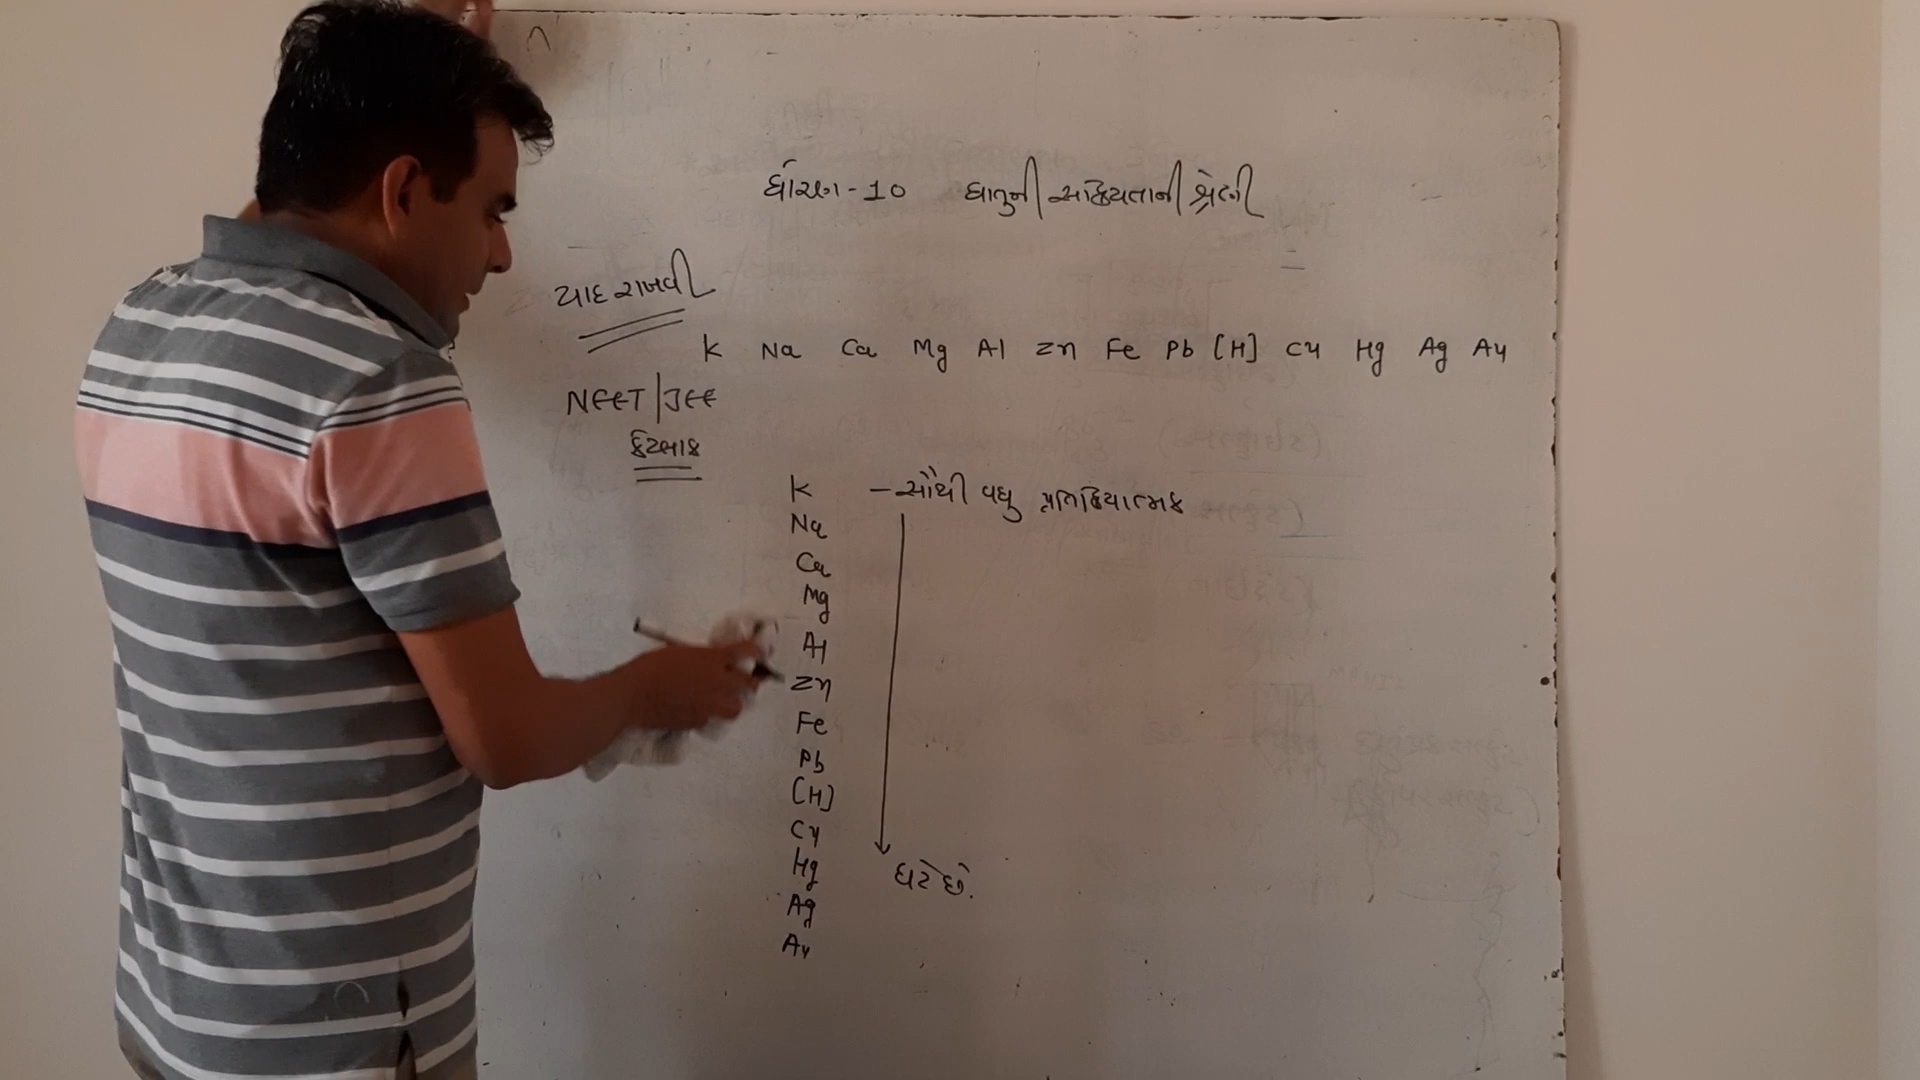 ધોરણ - 10 ધાતુની સક્રિયતાની શ્રેણી
યાદ રાખવી
K Na Ca Mg Al Zn Fe Pb [H] Cu Hg Ag Au
NEET | JEE
કેટલાક
K - સૌથી વધુ પ્રતિક્રિયાત્મક
Na
Ca
Mg
Al
Zn
Fe
Pb
[H]
Cu
Hg
ઘટે છે.
Ag
Au